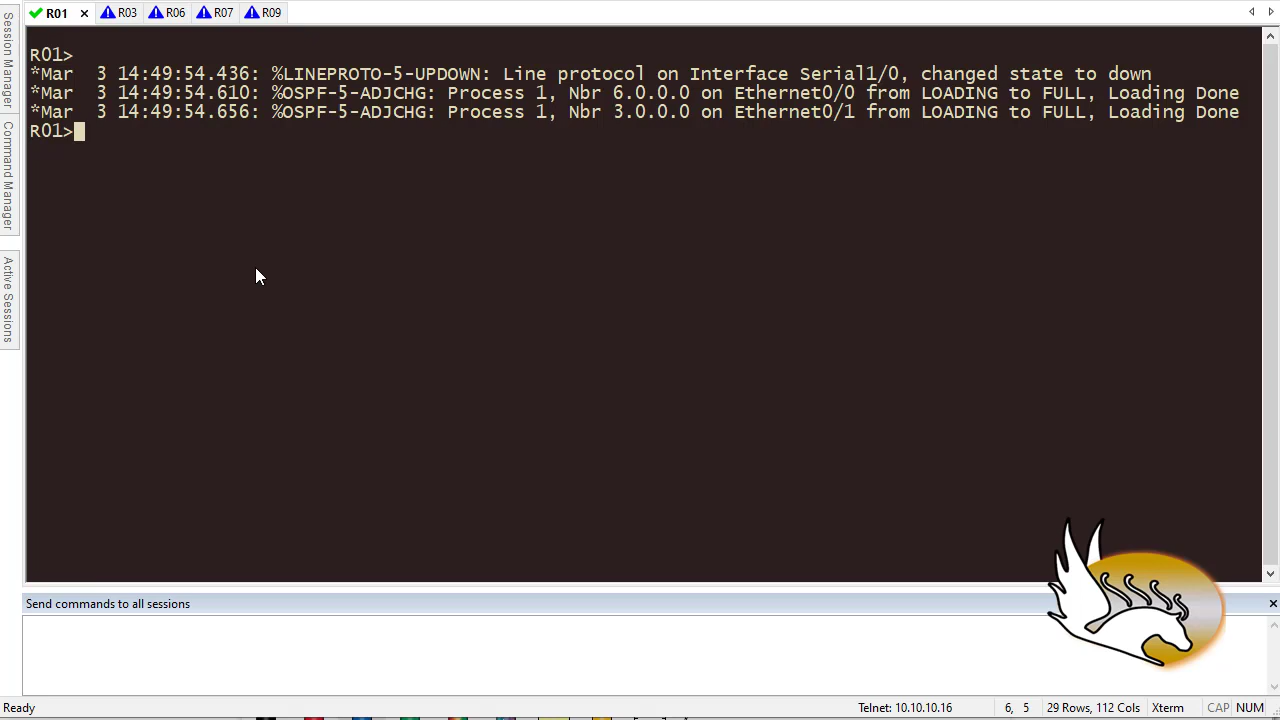 R01 × R03 R06 R07 R09
Session Manager
Command Manager
Active Sessions
R01>
*Mar  3 14:49:54.436: %LINEPROTO-5-UPDOWN: Line protocol on Interface Serial1/0, changed state to down
*Mar  3 14:49:54.610: %OSPF-5-ADJCHG: Process 1, Nbr 6.0.0.0 on Ethernet0/0 from LOADING to FULL, Loading Done
*Mar  3 14:49:54.656: %OSPF-5-ADJCHG: Process 1, Nbr 3.0.0.0 on Ethernet0/1 from LOADING to FULL, Loading Done
R01>
Send commands to all sessions ×
Ready Telnet: 10.10.10.16 6, 5 29 Rows, 112 Cols Xterm CAP NUM